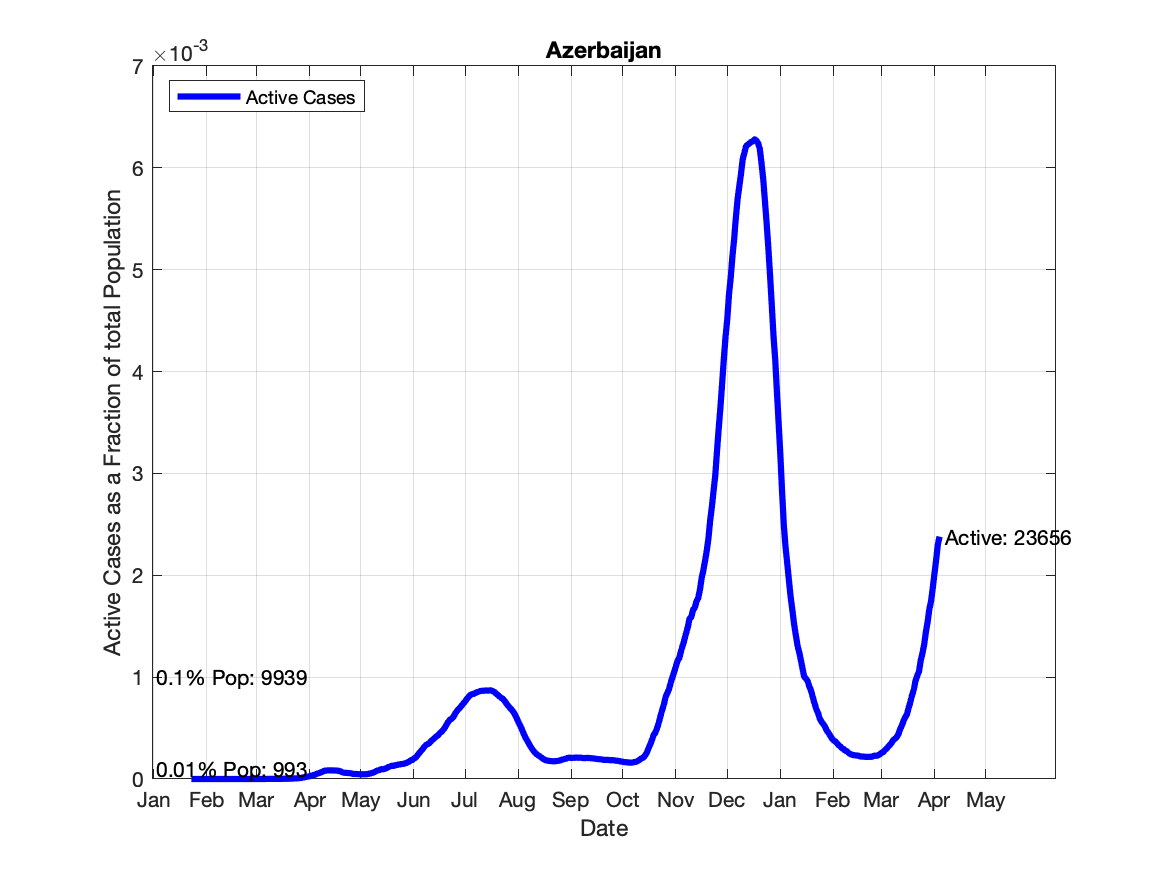 Azerbaijan
×10-3
Active Cases
7
6
5
4
3
2
1
0
Active Cases as a Fraction of total Population
0.1% Pop: 9939
0.01% Pop: 993
Active: 23656
Jan Feb Mar Apr May Jun Jul Aug Sep Oct Nov Dec Jan Feb Mar Apr May
Date